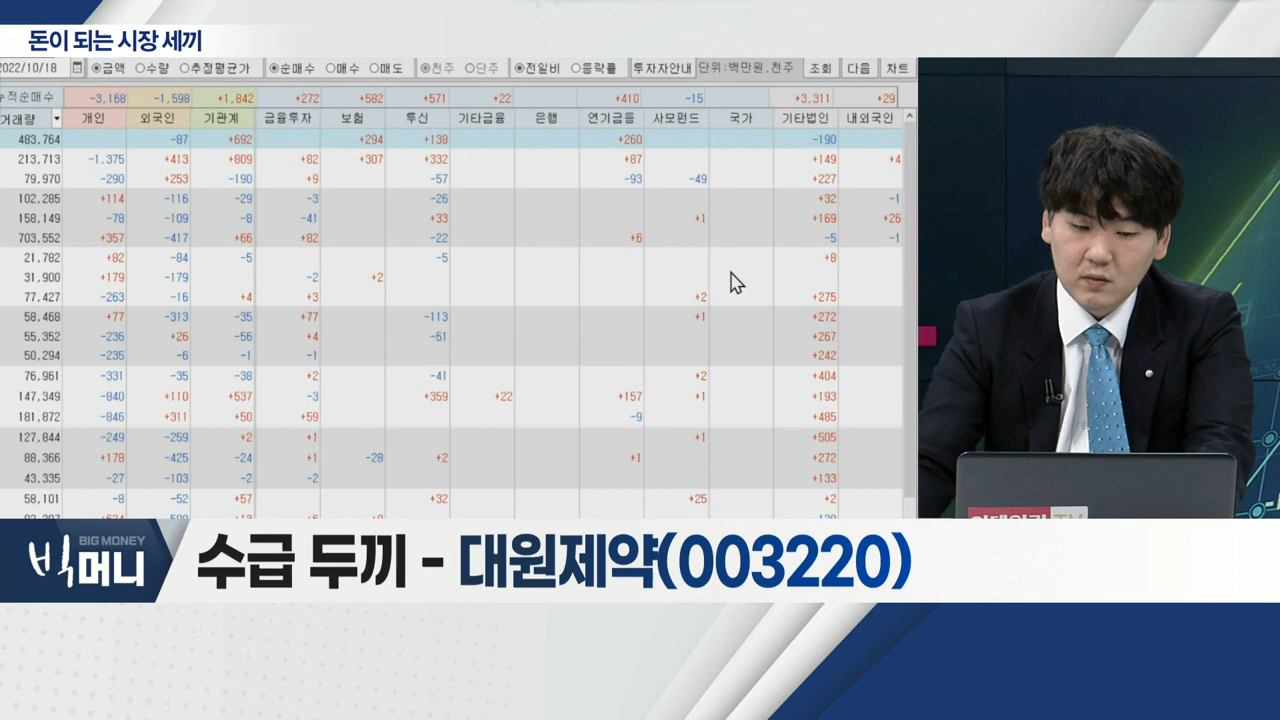 돈이 되는 시장 세끼
2022/10/18 금액 수량 추정평균가 순매수 매수 매도 천주 단주 전일비 등락률 투자자안내 단위:백만원,천주 조회 다음 차트
누적순매수 -3,168 -1,598 +1,842 +272 +582 +571 +22 +410 -15 +3,311 +29
거래량 개인 외국인 기관계 금융투자 보험 투신 기타금융 은행 연기금등 사모펀드 국가 기타법인 내외국인
483,764 -87 +692 +294 +138 +260 -190
213,713 -1,375 +413 +809 +82 +307 +332 +87 +149 +4
79,970 -290 +253 -190 +9 -57 -93 -49 +227
102,285 +114 -116 -29 -3 -26 +32 -1
158,149 -78 -109 -8 -41 +33 +1 +169 +26
703,552 +357 -417 +66 +82 -22 +6 -5 -1
21,782 +82 -84 -5 -5 +8
31,900 +179 -179 -2 +2
77,427 -263 -16 +4 +3 +2 +275
58,468 +77 -313 -35 +77 -113 +1 +272
55,352 -236 +26 -56 +4 -61 +267
50,294 -235 -6 -1 -1 +242
76,961 -331 -35 -38 +2 -41 +2 +404
147,349 -840 +110 +537 -3 +359 +22 +157 +1 +193
181,872 -846 +311 +50 +59 -9 +485
127,844 -249 -259 +2 +1 +1 +505
88,366 +178 -425 -24 +1 -28 +2 +1 +272
43,335 -27 -103 -2 -2 +133
58,101 -8 -52 +57 +32 +25 +2
BIG MONEY
빅머니
수급 두끼 - 대원제약(003220)